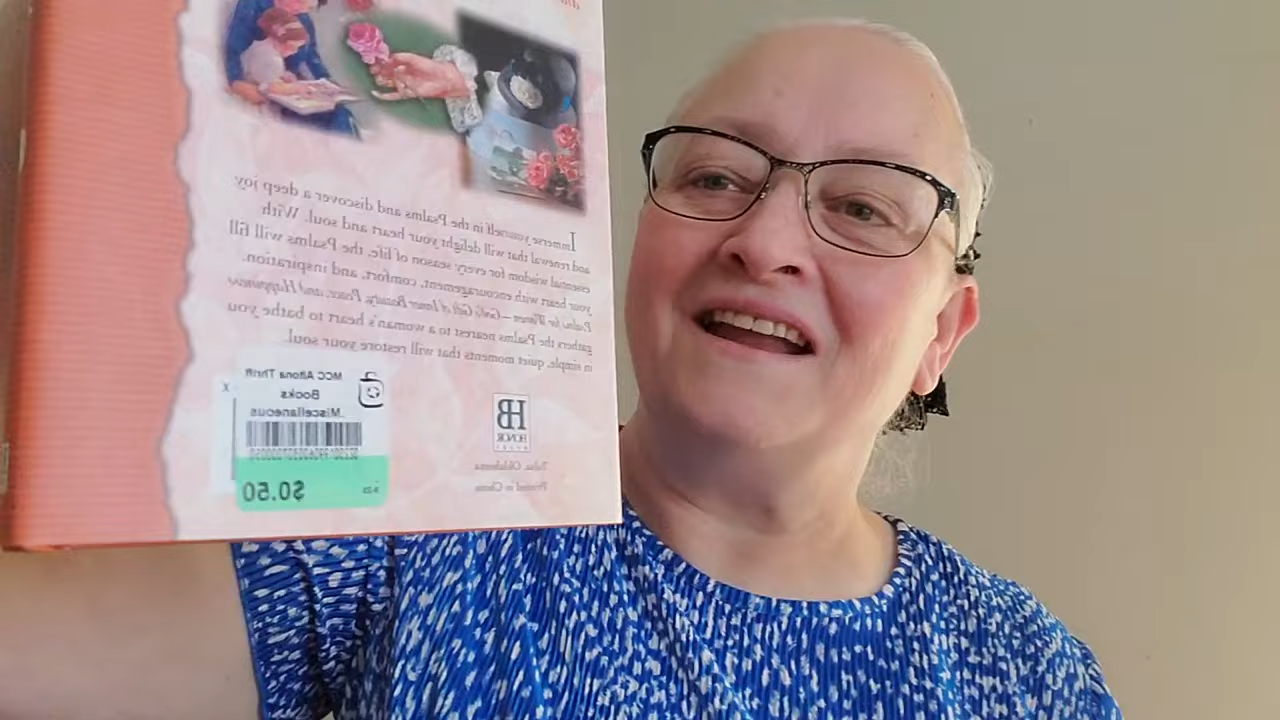 Immerse yourself in the Psalms and discover a deep joy
and renewal that will delight your heart and soul. With
essential wisdom for every season of life, the Psalms will fill
your heart with encouragement, comfort, and inspiration.
Psalms for Women—God's Gift of Inner Beauty, Peace, and Happiness
gathers the Psalms nearest to a woman's heart to bathe you
in simple, quiet moments that will restore your soul.
HB
HONOR
BOOKS
Tulsa, Oklahoma
Printed in China
MCC Altona Thrift
Books
Miscellaneous
X
$0.50